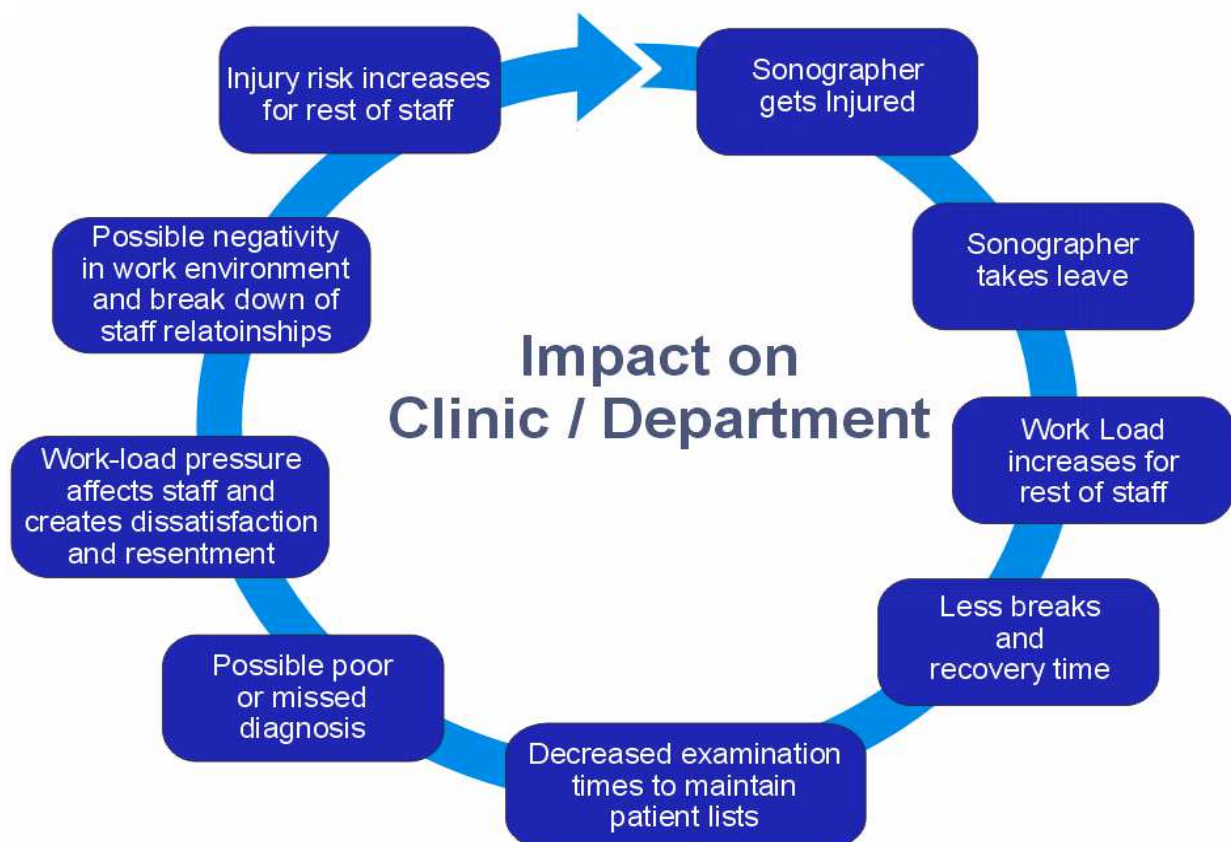 Impact on
Clinic / Department
Sonographer
gets Injured
Sonographer
takes leave
Work Load
increases for
rest of staff
Less breaks
and
recovery time
Decreased examination
times to maintain
patient lists
Possible poor
or missed
diagnosis
Work-load pressure
affects staff and
creates dissatisfaction
and resentment
Possible negativity
in work environment
and break down of
staff relatoinships
Injury risk increases
for rest of staff